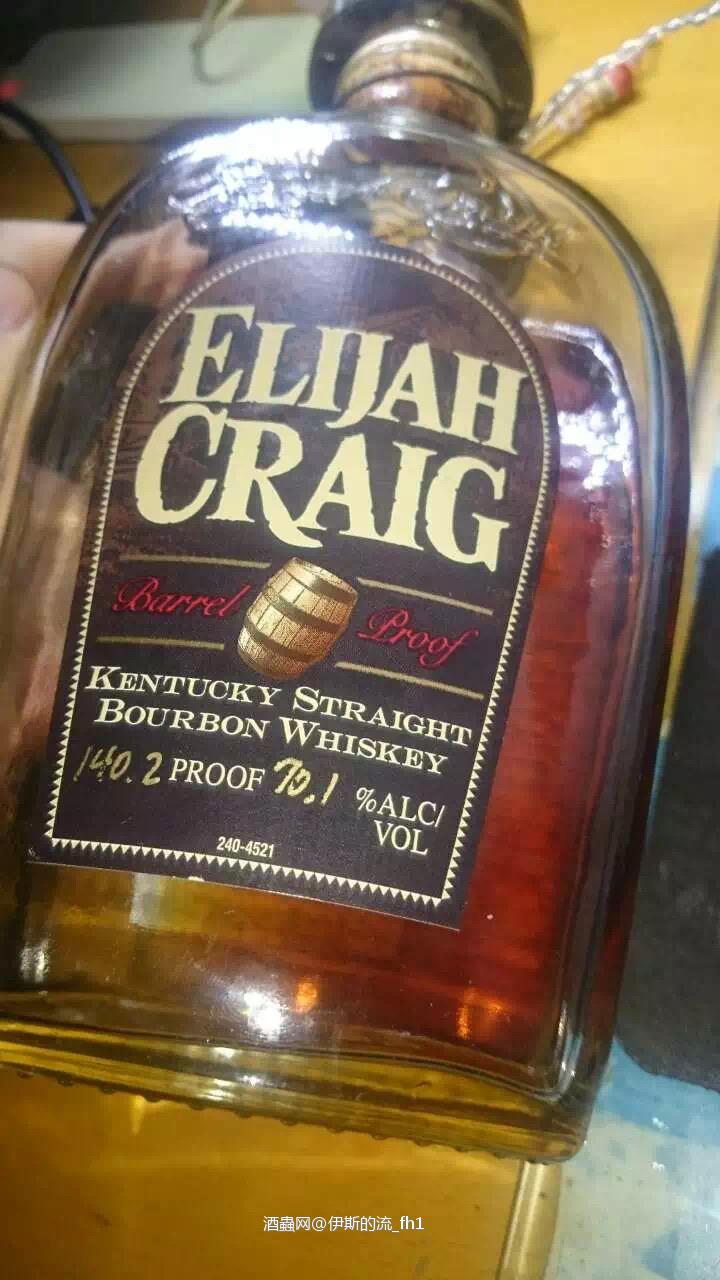 ELIJAH
CRAIG
Barrel Proof
KENTUCKY STRAIGHT
BOURBON WHISKEY
140.2 PROOF 70.1 %ALC/
VOL
240-4521
酒蟲网@伊斯的流_fh1